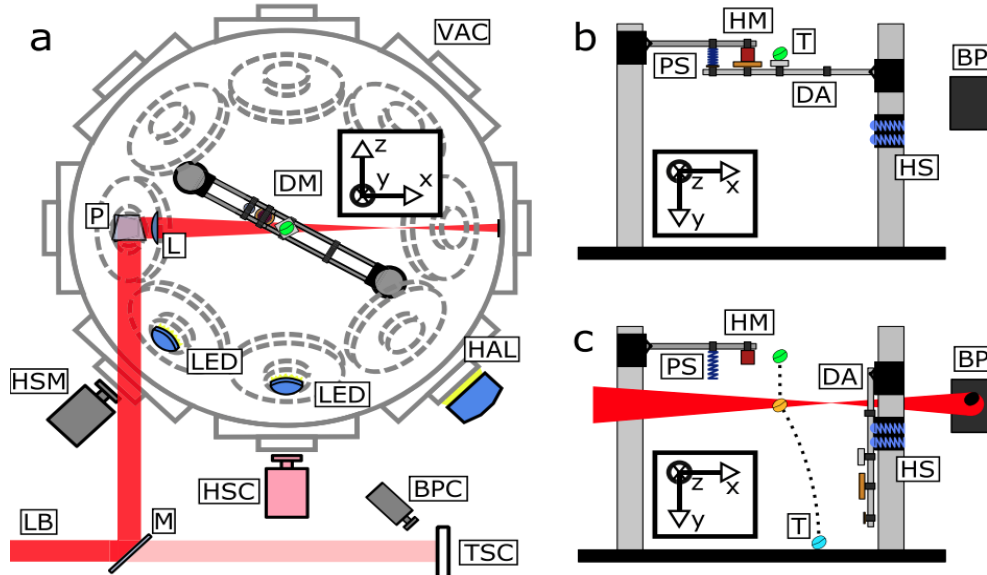 a
VAC
z
y
x
DM
P
L
LED
LED
HAL
HSM
HSC
BPC
LB
M
TSC
b
HM
T
PS
DA
BP
HS
z
x
y
c
HM
PS
DA
BP
HS
z
x
y
T